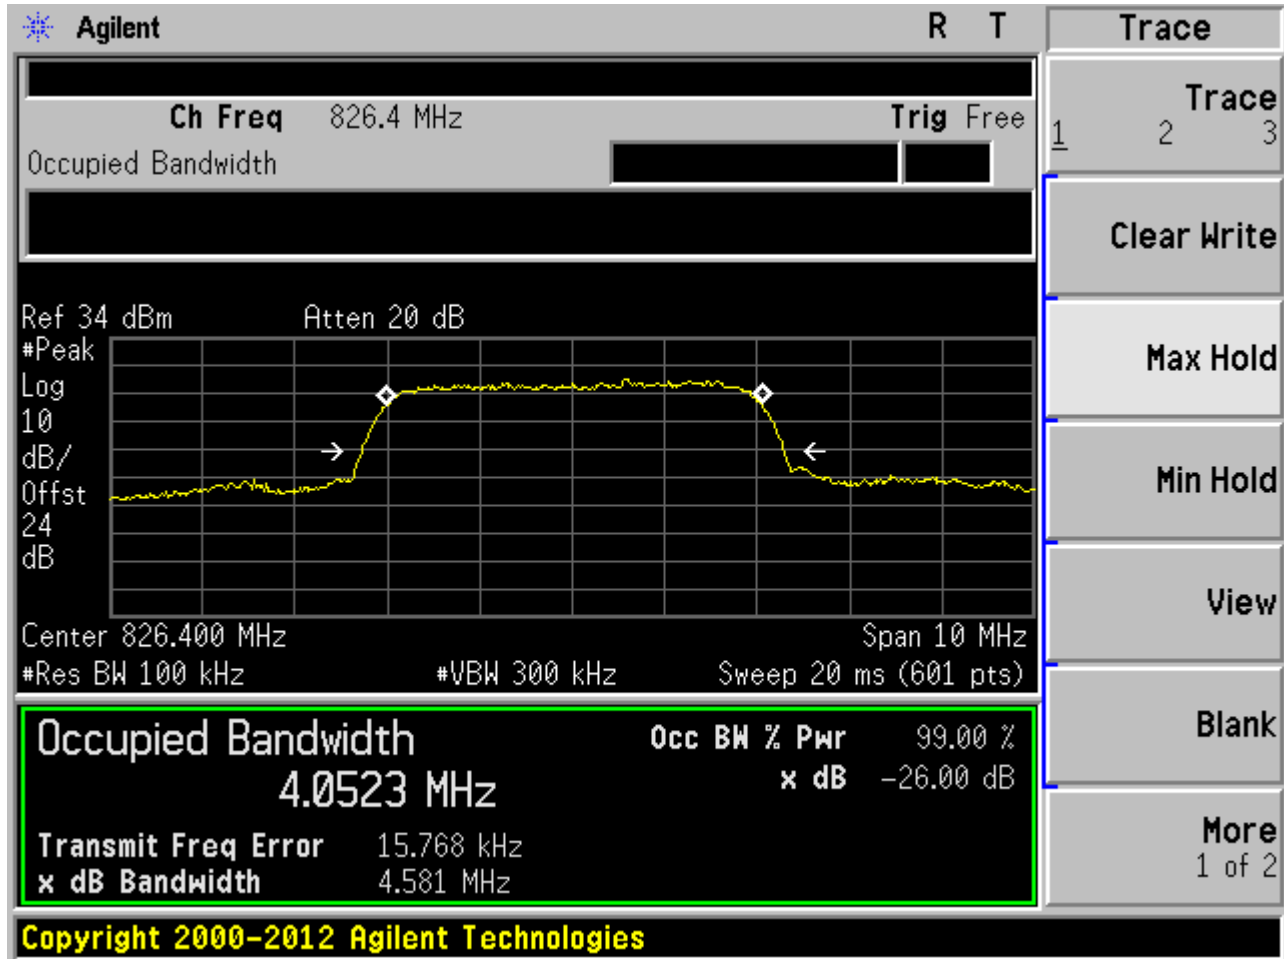 Agilent R T Trace
Ch Freq 826.4 MHz Trig Free
Occupied Bandwidth
Trace
1 2 3
Clear Write
Max Hold
Min Hold
View
Blank
More
1 of 2
Ref 34 dBm Atten 20 dB
#Peak
Log
10
dB/
Offst
24
dB
Center 826.400 MHz Span 10 MHz
#Res BW 100 kHz #VBW 300 kHz Sweep 20 ms (601 pts)
Occupied Bandwidth Occ BW % Pwr 99.00 %
4.0523 MHz x dB -26.00 dB
Transmit Freq Error 15.768 kHz
x dB Bandwidth 4.581 MHz
Copyright 2000-2012 Agilent Technologies